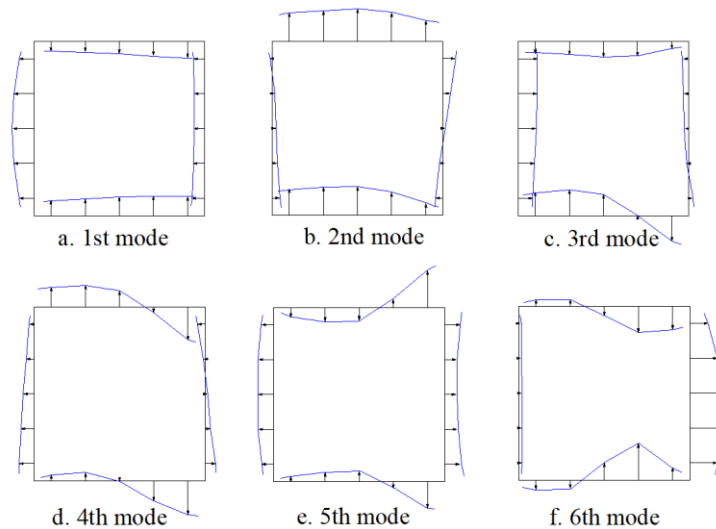 a. 1st mode
b. 2nd mode
c. 3rd mode
d. 4th mode
e. 5th mode
f. 6th mode